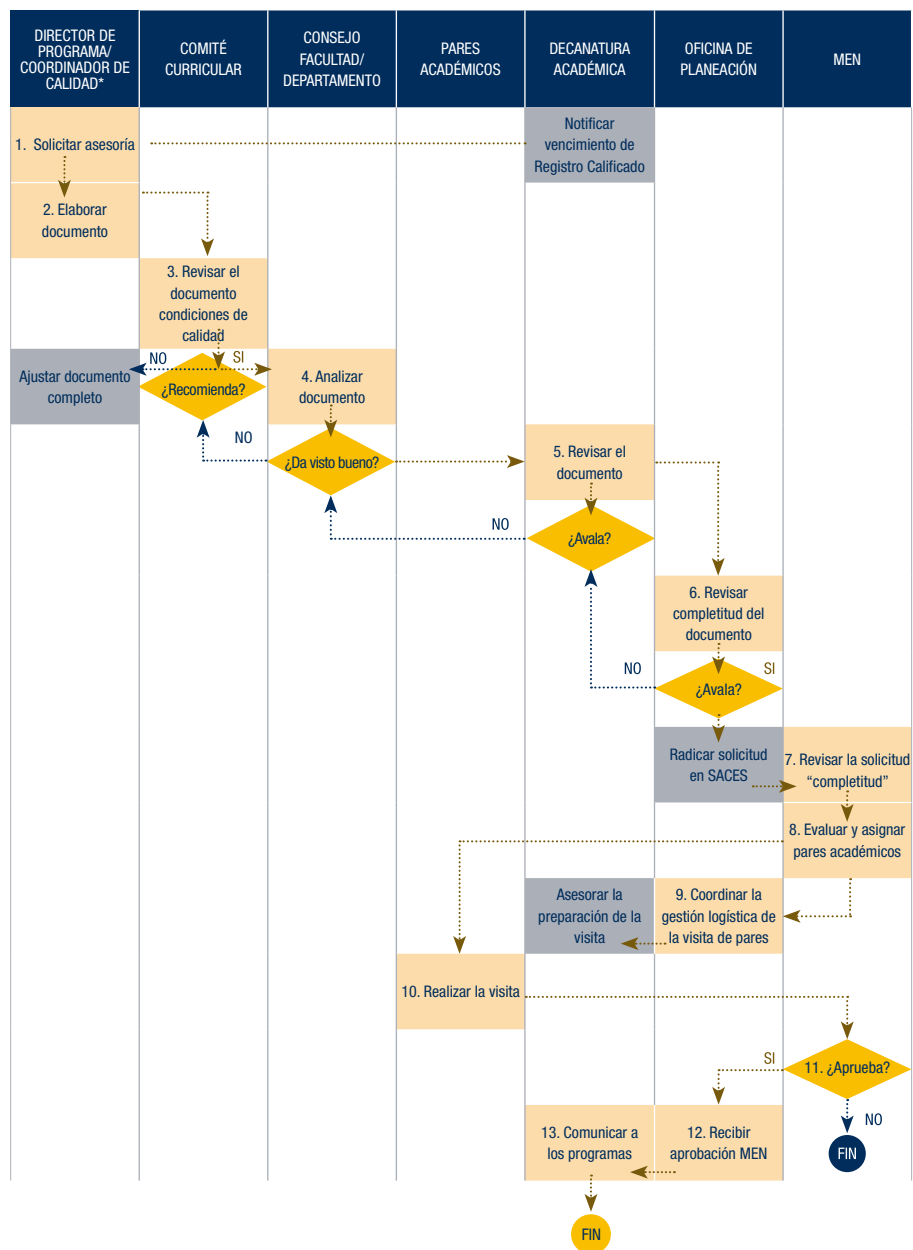 DIRECTOR DE
PROGRAMA/
COORDINADOR DE
CALIDAD*
COMITÉ
CURRICULAR
CONSEJO
FACULTAD/
DEPARTAMENTO
PARES
ACADÉMICOS
DECANATURA
ACADÉMICA
OFICINA DE
PLANEACIÓN
MEN
1. Solicitar asesoría
Notificar
vencimiento de
Registro Calificado
2. Elaborar
documento
3. Revisar el
documento
condiciones de
calidad
NO
SI
Ajustar documento
completo
¿Recomienda?
4. Analizar
documento
NO
¿Da visto bueno?
5. Revisar el
documento
NO
¿Avala?
6. Revisar
completitud del
documento
NO
SI
¿Avala?
Radicar solicitud
en SACES
7. Revisar la solicitud
“completitud”
8. Evaluar y asignar
pares académicos
Asesorar la
preparación de la
visita
9. Coordinar la
gestión logística de
la visita de pares
10. Realizar la visita
SI
11. ¿Aprueba?
NO
13. Comunicar a
los programas
12. Recibir
aprobación MEN
FIN
FIN